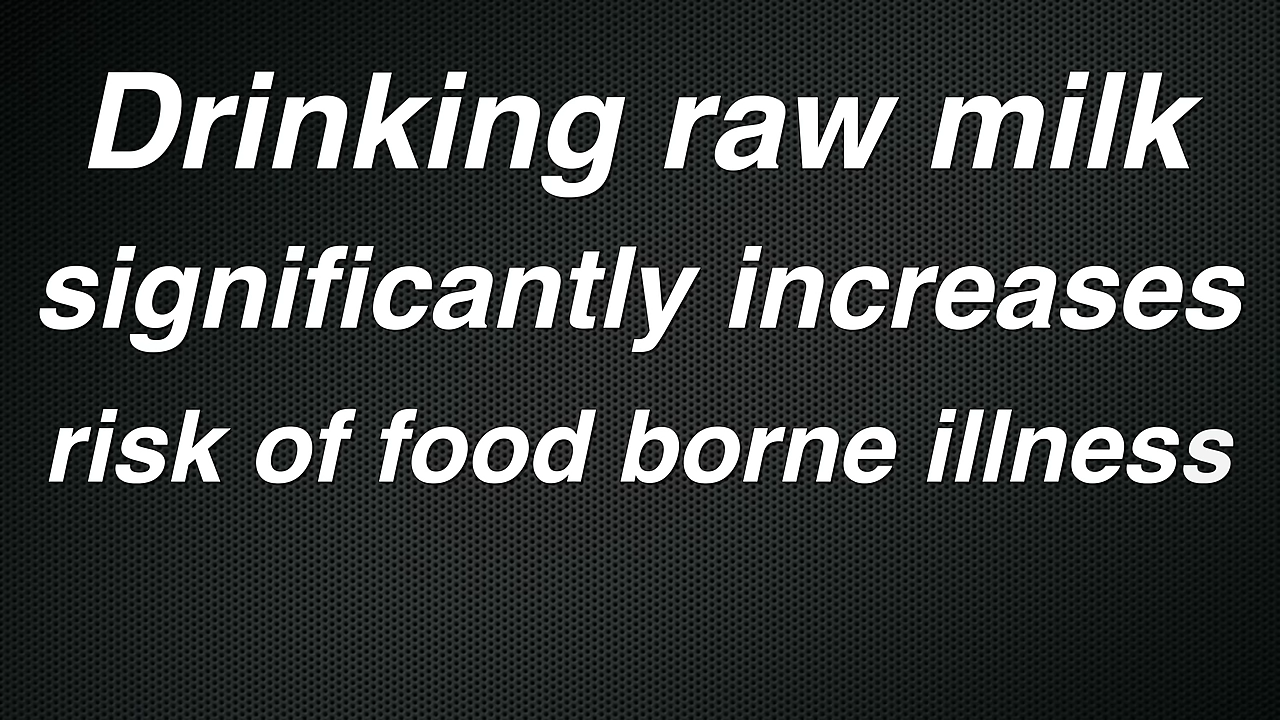 Drinking raw milk
significantly increases
risk of food borne illness